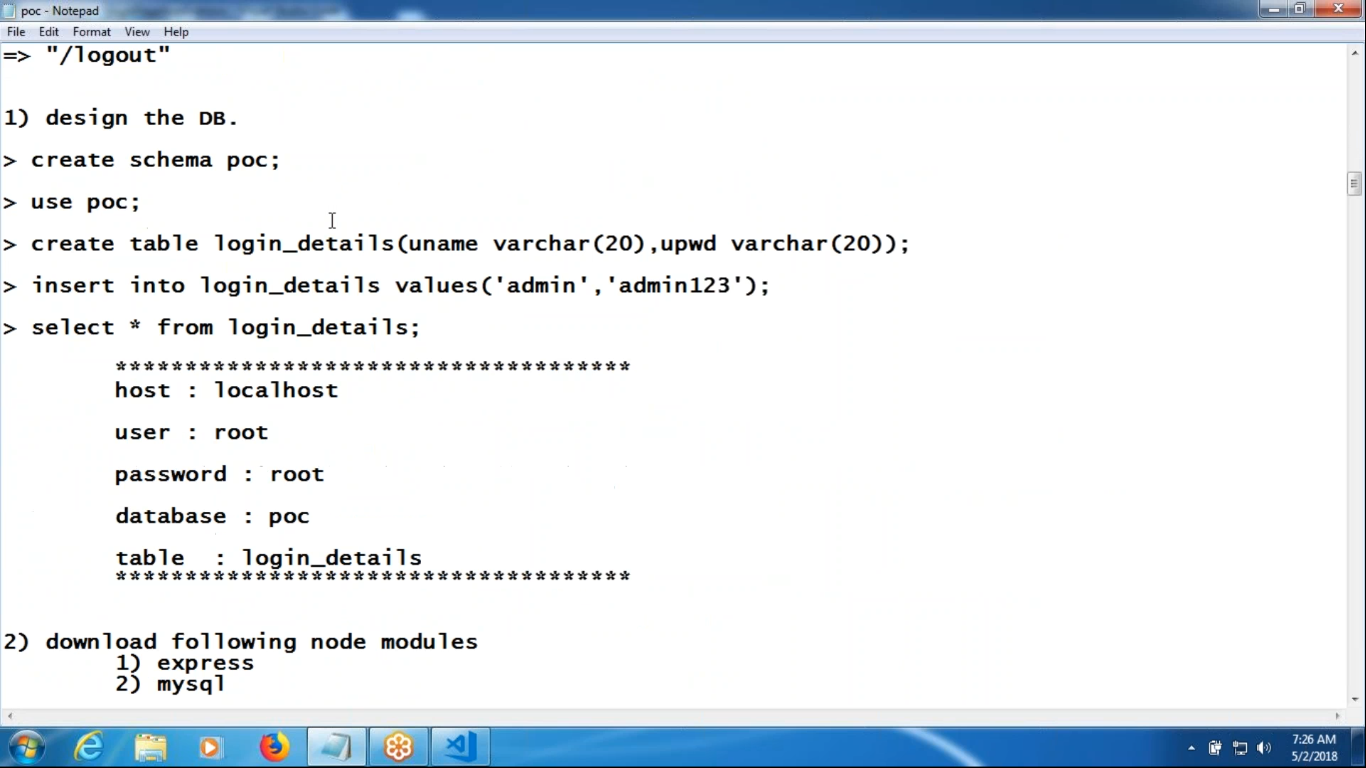 poc - Notepad
File Edit Format View Help
=> "/logout"
1) design the DB.
> create schema poc;
> use poc;
> create table login_details(uname varchar(20),upwd varchar(20));
> insert into login_details values('admin','admin123');
> select * from login_details;
*************************************
host : localhost
user : root
password : root
database : poc
table  : login_details
*************************************
2) download following node modules
1) express
2) mysql
7:26 AM
5/2/2018